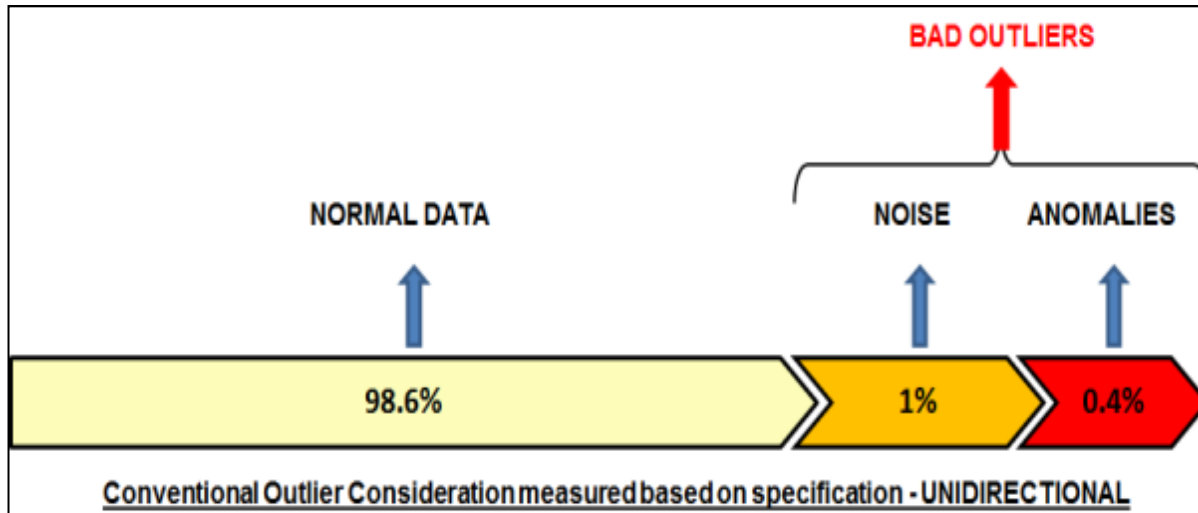 BAD OUTLIERS
NORMAL DATA
NOISE
ANOMALIES
98.6%
1%
0.4%
Conventional Outlier Consideration measured based on specification - UNIDIRECTIONAL